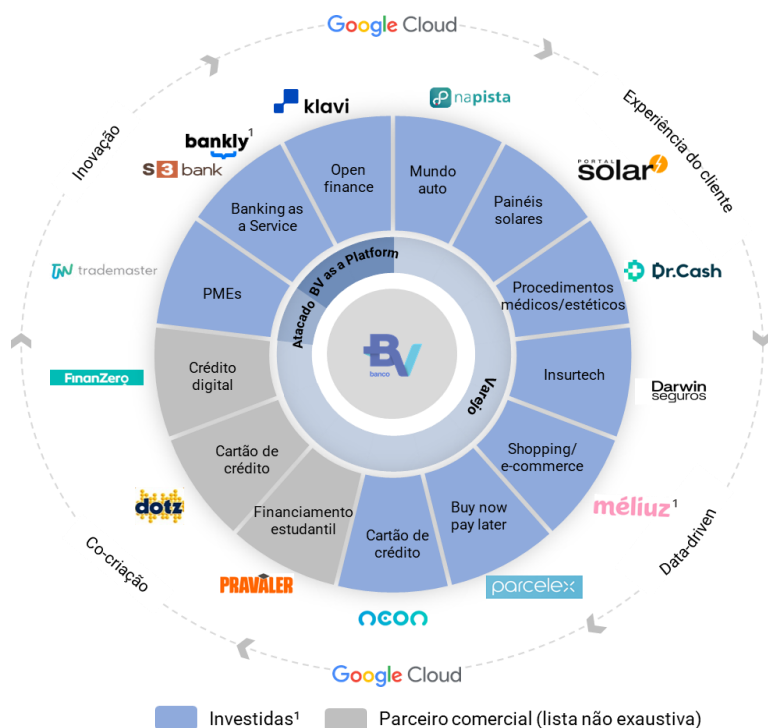 Google Cloud
Inovação
Experiência do cliente
klavi
napista
bankly¹
S3 bank
PORTAL
solar
Open
finance
Mundo
auto
Banking as
a Service
Painéis
solares
trademaster
PMEs
BV as a Platform
Atacado
Varejo
Procedimentos
médicos/estéticos
Dr.Cash
BV
banco
FinanZero
Crédito
digital
Insurtech
Darwin
seguros
Cartão de
crédito
Shopping/
e-commerce
dotz
Financiamento
estudantil
Cartão de
crédito
Buy now
pay later
méliuz¹
Co-criação
Data-driven
PRAVALER
neon
parcelex
Google Cloud
Investidas¹
Parceiro comercial (lista não exaustiva)